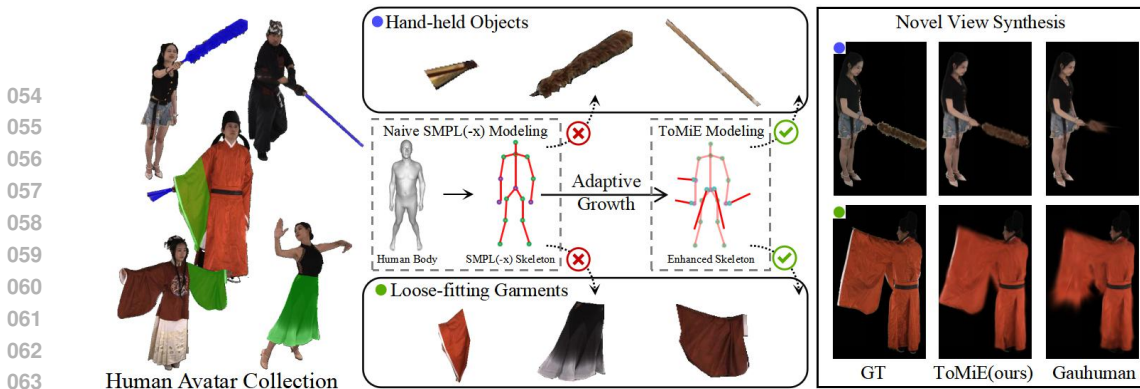 054
055
056
057
058
059
060
061
062
063
Human Avatar Collection
Hand-held Objects
Naive SMPL(-x) Modeling
ToMiE Modeling
Adaptive
Growth
Human Body
SMPL(-x) Skeleton
Enhanced Skeleton
Loose-fitting Garments
Novel View Synthesis
GT
ToMiE(ours)
Gauhuman